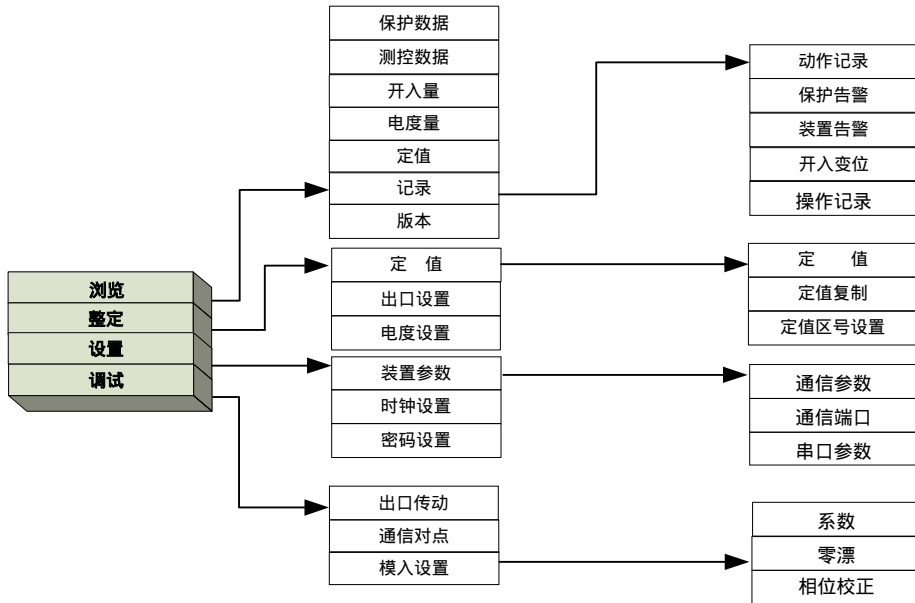 浏览
整定
设置
调试
保护数据
测控数据
开入量
电度量
定值
记录
版本
定 值
出口设置
电度设置
装置参数
时钟设置
密码设置
出口传动
通信对点
模入设置
动作记录
保护告警
装置告警
开入变位
操作记录
定 值
定值复制
定值区号设置
通信参数
通信端口
串口参数
系数
零漂
相位校正